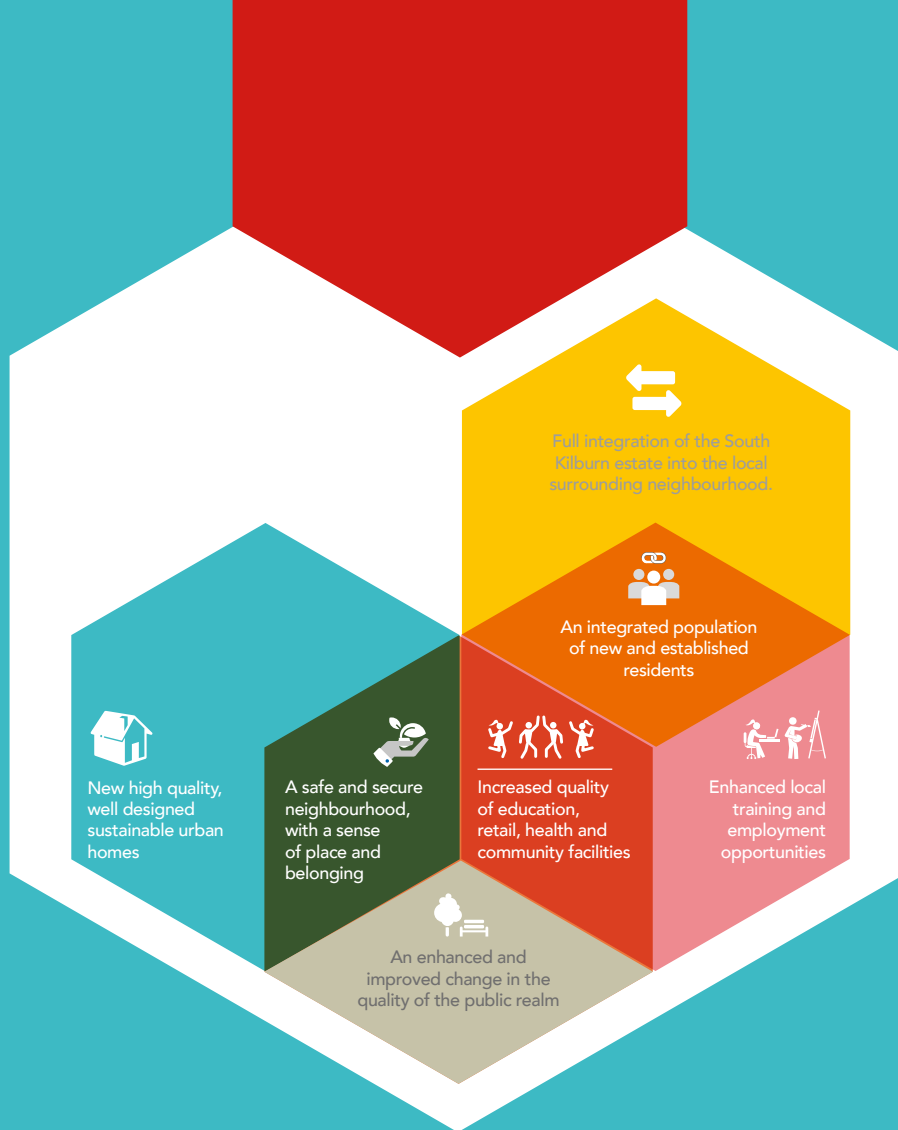 Full integration of the South
Kilburn estate into the local
surrounding neighbourhood.
An integrated population
of new and established
residents
New high quality,
well designed
sustainable urban
homes
A safe and secure
neighbourhood,
with a sense
of place and
belonging
Increased quality
of education,
retail, health and
community facilities
Enhanced local
training and
employment
opportunities
An enhanced and
improved change in the
quality of the public realm